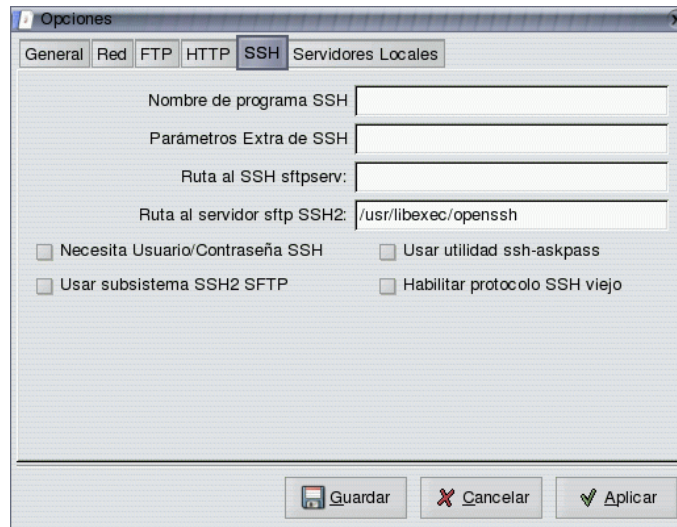 Opciones
General Red FTP HTTP SSH Servidores Locales
Nombre de programa SSH
Parámetros Extra de SSH
Ruta al SSH sftpserv:
Ruta al servidor sftp SSH2: /usr/libexec/openssh
Necesita Usuario/Contraseña SSH Usar utilidad ssh-askpass
Usar subsistema SSH2 SFTP Habilitar protocolo SSH viejo
Guardar Cancelar Aplicar